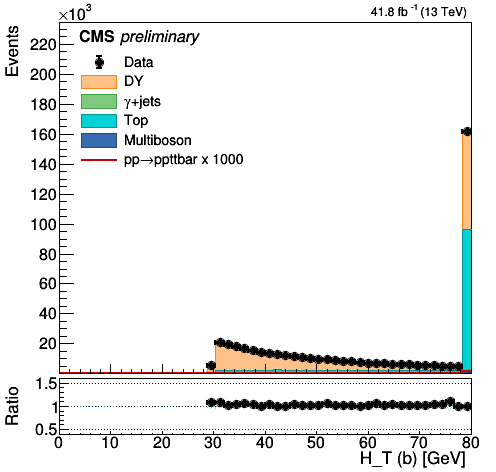 ×10³
41.8 fb⁻¹ (13 TeV)
Events
CMS preliminary
Data
DY
γ+jets
Top
Multiboson
pp→ppttbar x 1000
220
200
180
160
140
120
100
80
60
40
20
Ratio
1.5
1
0.5
0 10 20 30 40 50 60 70 80
H_T (b) [GeV]